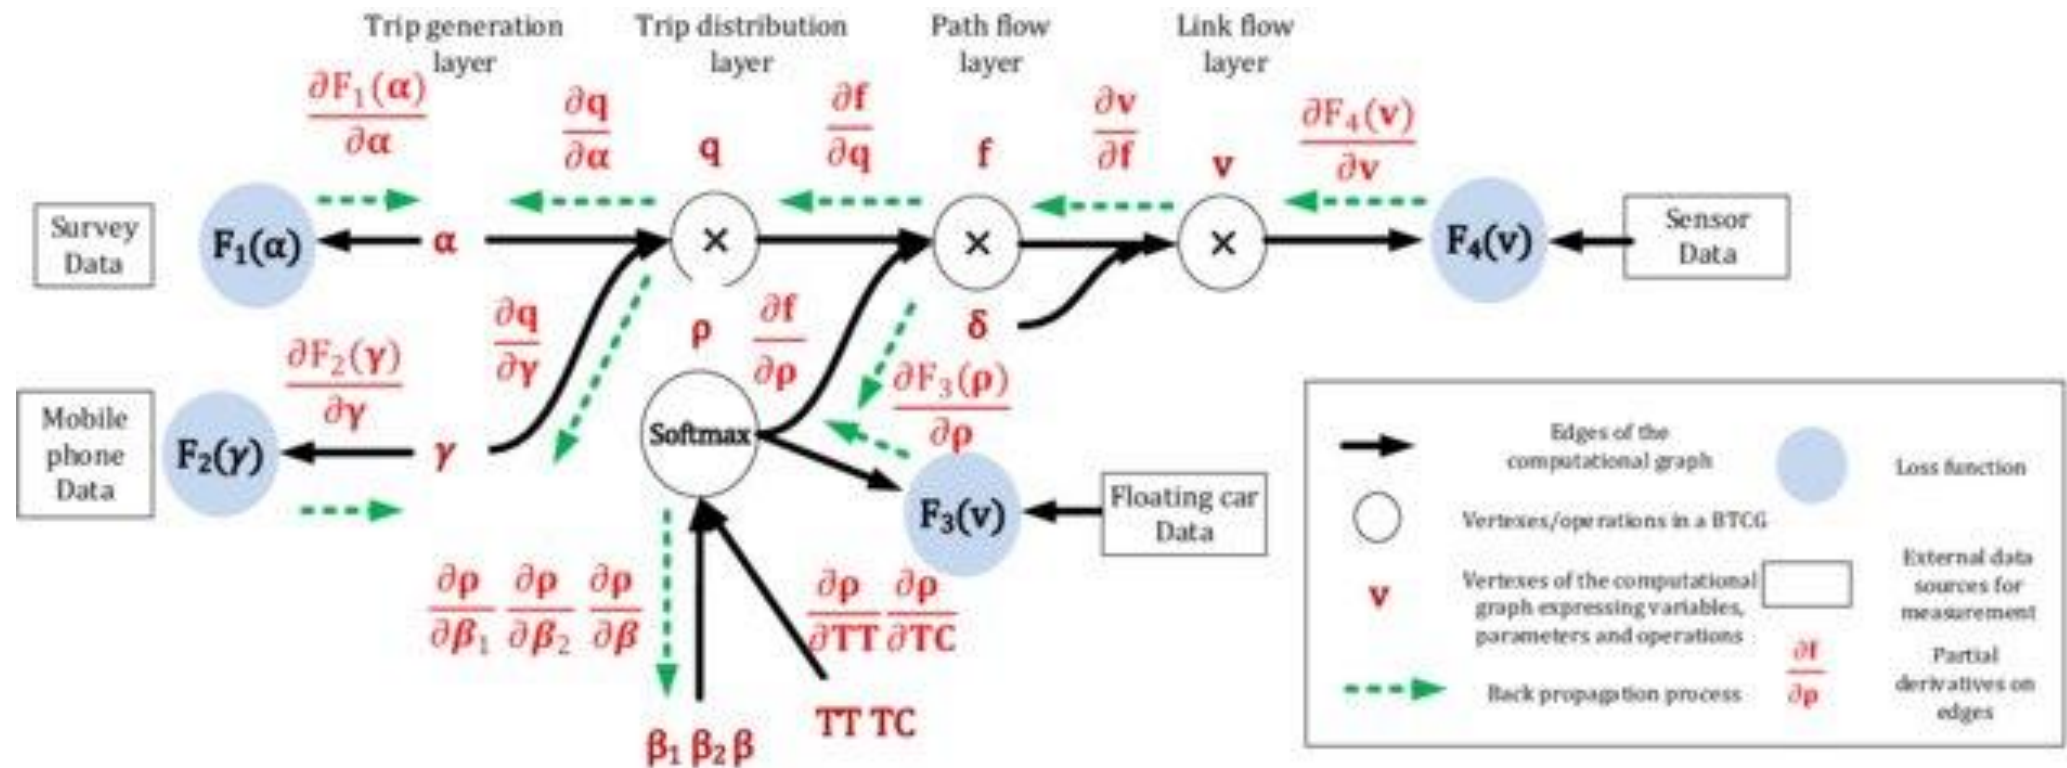 Trip generation
layer
Trip distribution
layer
Path flow
layer
Link flow
layer
∂F₁(α)
∂α
∂q
∂α
q
∂f
∂q
f
∂v
∂f
v
∂F₄(v)
∂v
Survey
Data
F₁(α)
α
×
×
×
F₄(v)
Sensor
Data
∂q
∂γ
ρ
∂f
∂ρ
δ
∂F₂(γ)
∂γ
∂F₃(ρ)
∂ρ
Mobile
phone
Data
F₂(γ)
γ
Softmax
F₃(v)
Floating car
Data
∂ρ ∂ρ ∂ρ
∂β₁ ∂β₂ ∂β
∂ρ ∂ρ
∂TT ∂TC
β₁ β₂ β
TT TC
Edges of the
computational graph
Loss function
Vertexes/operations in a BTCG
v
Vertexes of the computational
graph expressing variables,
parameters and operations
External data
sources for
measurement
Back propagation process
∂f
∂ρ
Partial
derivatives on
edges